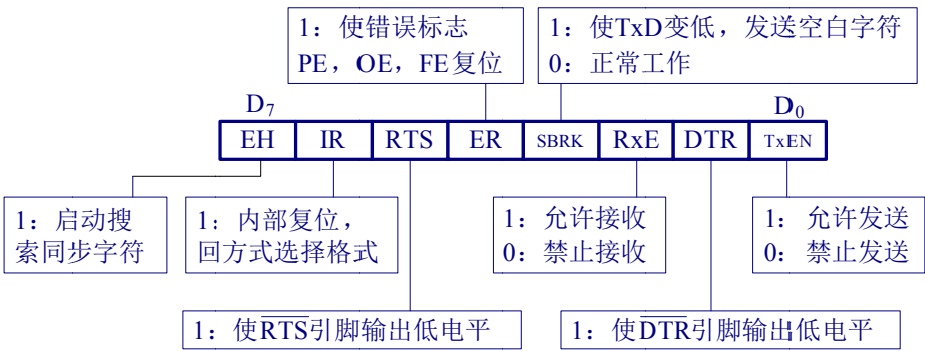 1：使错误标志
PE，OE，FE复位
1：使TxD变低，发送空白字符
0：正常工作
D₇
D₀
EH IR RTS ER SBRK RxE DTR TxEN
1：启动搜
索同步字符
1：内部复位，
回方式选择格式
1：允许接收
0：禁止接收
1：允许发送
0：禁止发送
1：使R̅T̅S̅引脚输出低电平
1：使D̅T̅R̅引脚输出低电平